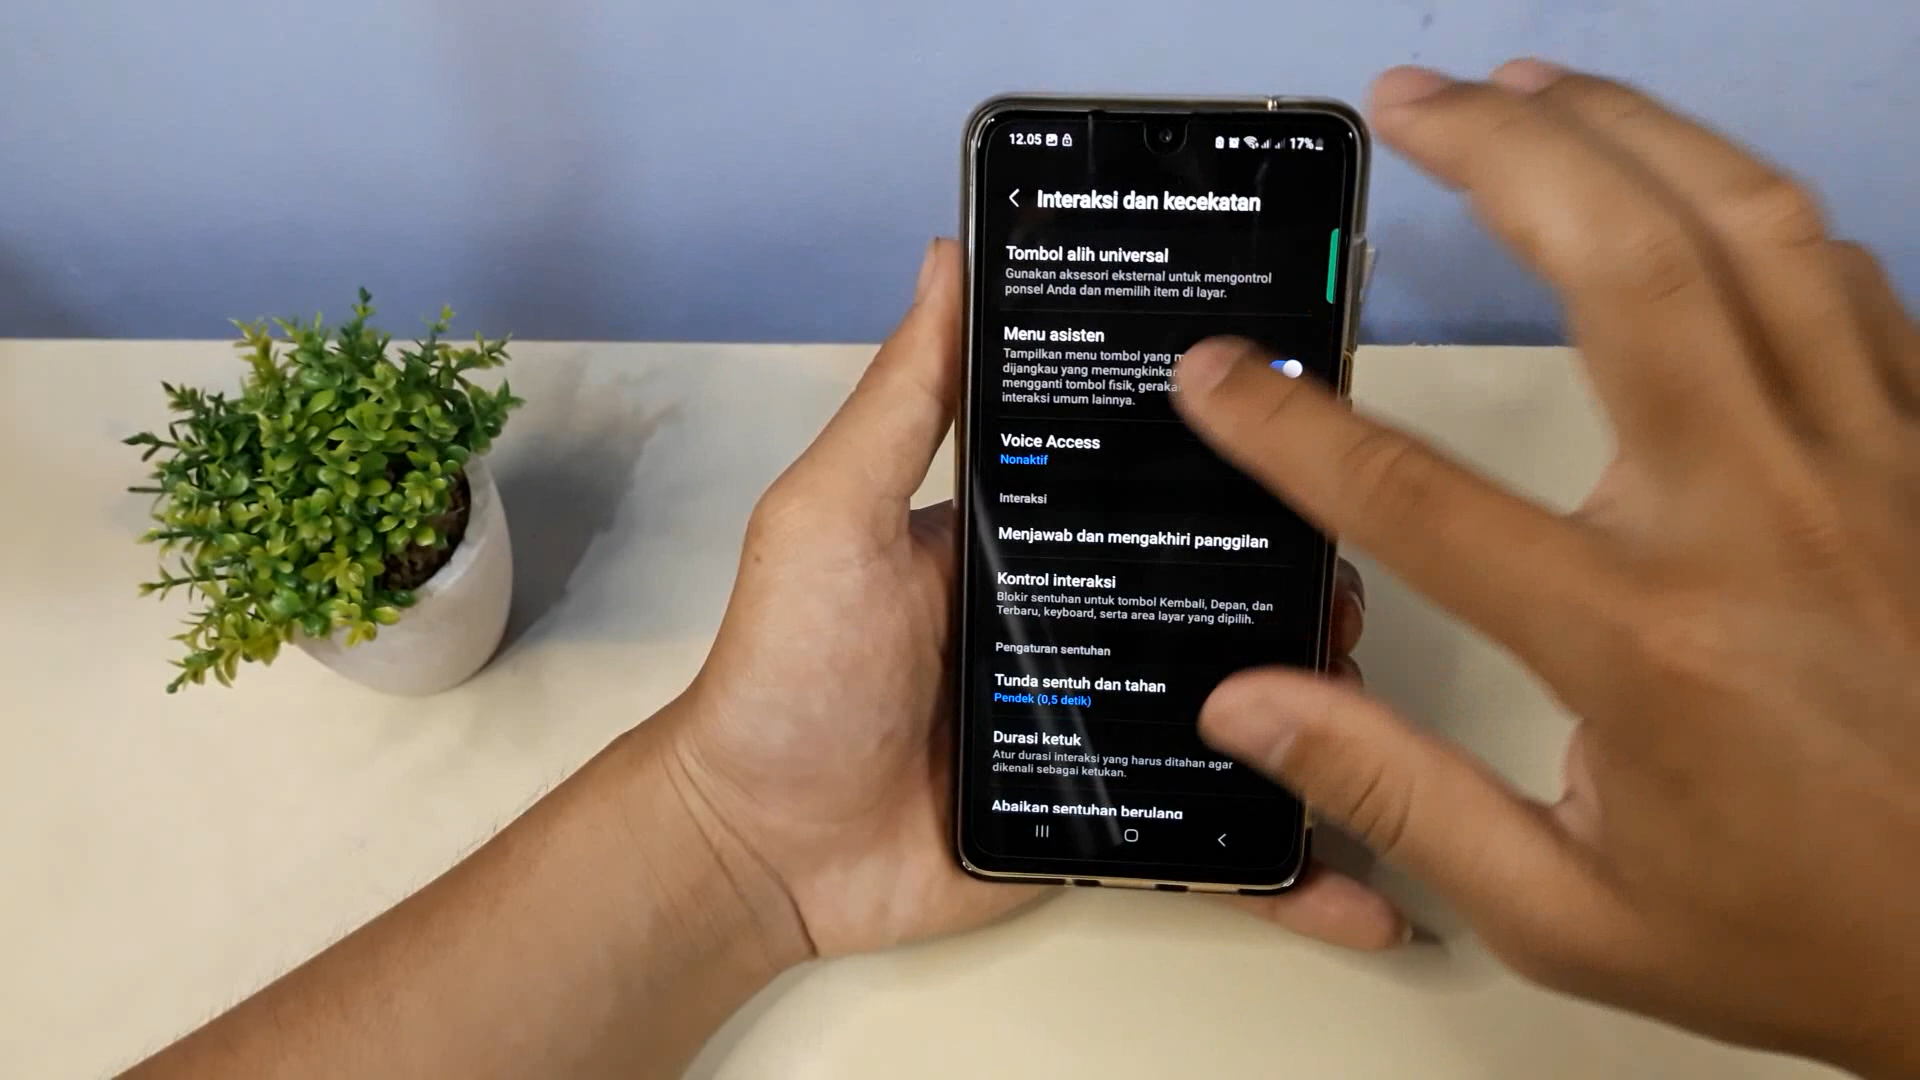 12.05
17%
Interaksi dan kecekatan
Tombol alih universal
Gunakan aksesori eksternal untuk mengontrol
ponsel Anda dan memilih item di layar.
Menu asisten
Tampilkan menu tombol yang
dijangkau yang memungkinkan
mengganti tombol fisik,
interaksi umum lainnya.
Voice Access
Nonaktif
Interaksi
Menjawab dan mengakhiri panggilan
Kontrol interaksi
Blokir sentuhan untuk tombol Kembali, Depan, dan
Terbaru, keyboard, serta area layar yang dipilih.
Pengaturan sentuhan
Tunda sentuh dan tahan
Pendek (0,5 detik)
Durasi ketuk
Atur durasi interaksi yang harus ditahan agar
dikenali sebagai ketukan.
Abaikan sentuhan berulang